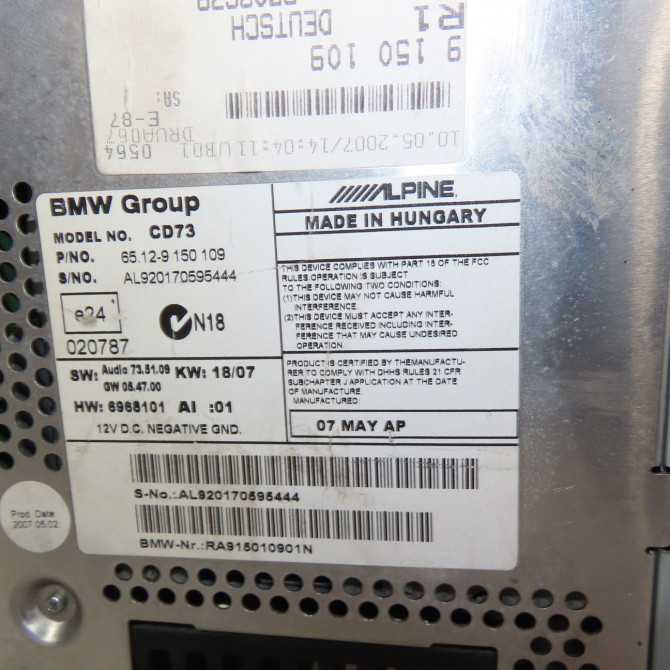 R1
DEUTSCH
9 150 109
SA:
E-87
DRUA067
0564
10.05.2007/14:04:11UB01
BMW Group
MODEL NO. CD73
P/NO. 65.12-9 150 109
S/NO. AL920170595444
e24
020787
N18
SW: Audio 73.51.09
GW 05.47.00
KW: 18/07
HW: 6968101 AI :01
12V D.C. NEGATIVE GND.
ALPINE
MADE IN HUNGARY
THIS DEVICE COMPLIES WITH PART 15 OF THE FCC
RULES.OPERATION IS SUBJECT
TO THE FOLLOWING TWO CONDITIONS:
(1)THIS DEVICE MAY NOT CAUSE HARMFUL
INTERFERENCE.
(2)THIS DEVICE MUST ACCEPT ANY INTER-
FERENCE RECEIVED INCLUDING INTER-
FERENCE THAT MAY CAUSE UNDESIRED
OPERATION.
PRODUCT IS CERTIFIED BY THEMANUFACTU-
RER TO COMPLY WITH DHHS RULES 21 CFR
SUBCHAPTER J APPLICATION AT THE DATE
OF MANUFACTURE.
MANUFACTURED:
07 MAY AP
S-No.:AL920170595444
BMW-Nr.:RA915010901N
Prod. Date:
2007.05.02